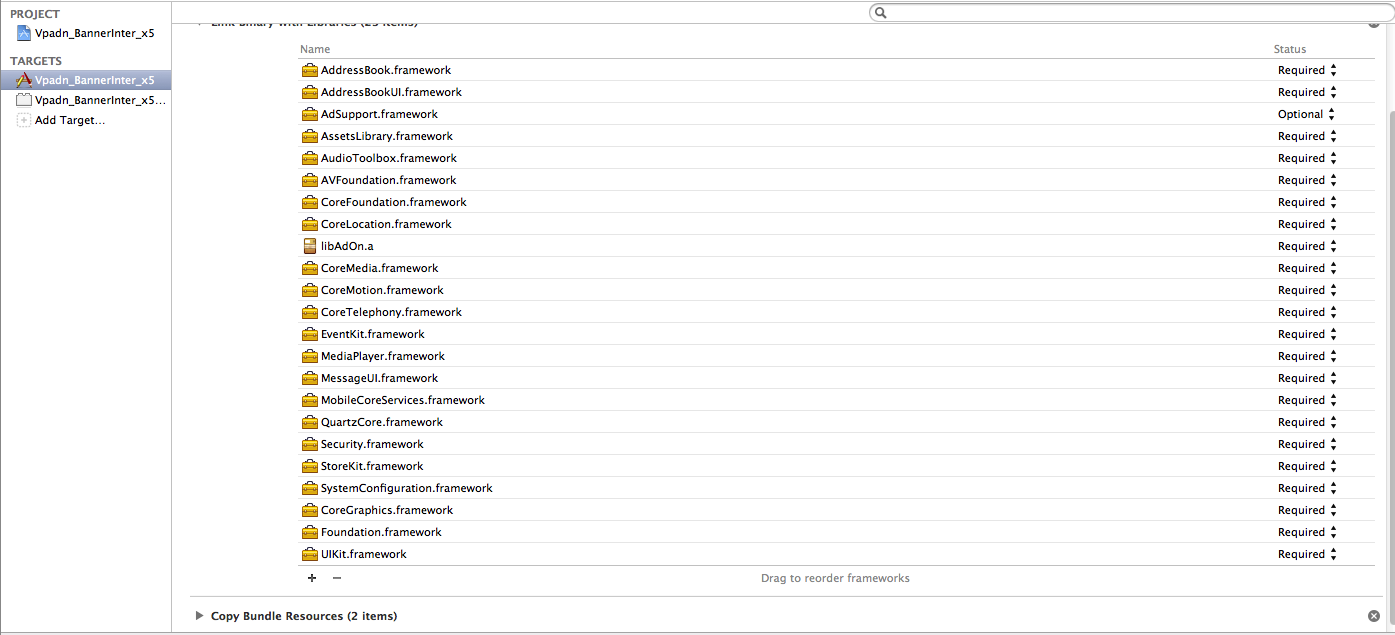 PROJECT
Vpadn_BannerInter_x5
TARGETS
Vpadn_BannerInter_x5
Vpadn_BannerInter_x5...
Add Target...
Link Binary with Libraries (23 items)
Name Status
AddressBook.framework Required
AddressBookUI.framework Required
AdSupport.framework Optional
AssetsLibrary.framework Required
AudioToolbox.framework Required
AVFoundation.framework Required
CoreFoundation.framework Required
CoreLocation.framework Required
libAdOn.a Required
CoreMedia.framework Required
CoreMotion.framework Required
CoreTelephony.framework Required
EventKit.framework Required
MediaPlayer.framework Required
MessageUI.framework Required
MobileCoreServices.framework Required
QuartzCore.framework Required
Security.framework Required
StoreKit.framework Required
SystemConfiguration.framework Required
CoreGraphics.framework Required
Foundation.framework Required
UIKit.framework Required
Drag to reorder frameworks
Copy Bundle Resources (2 items)